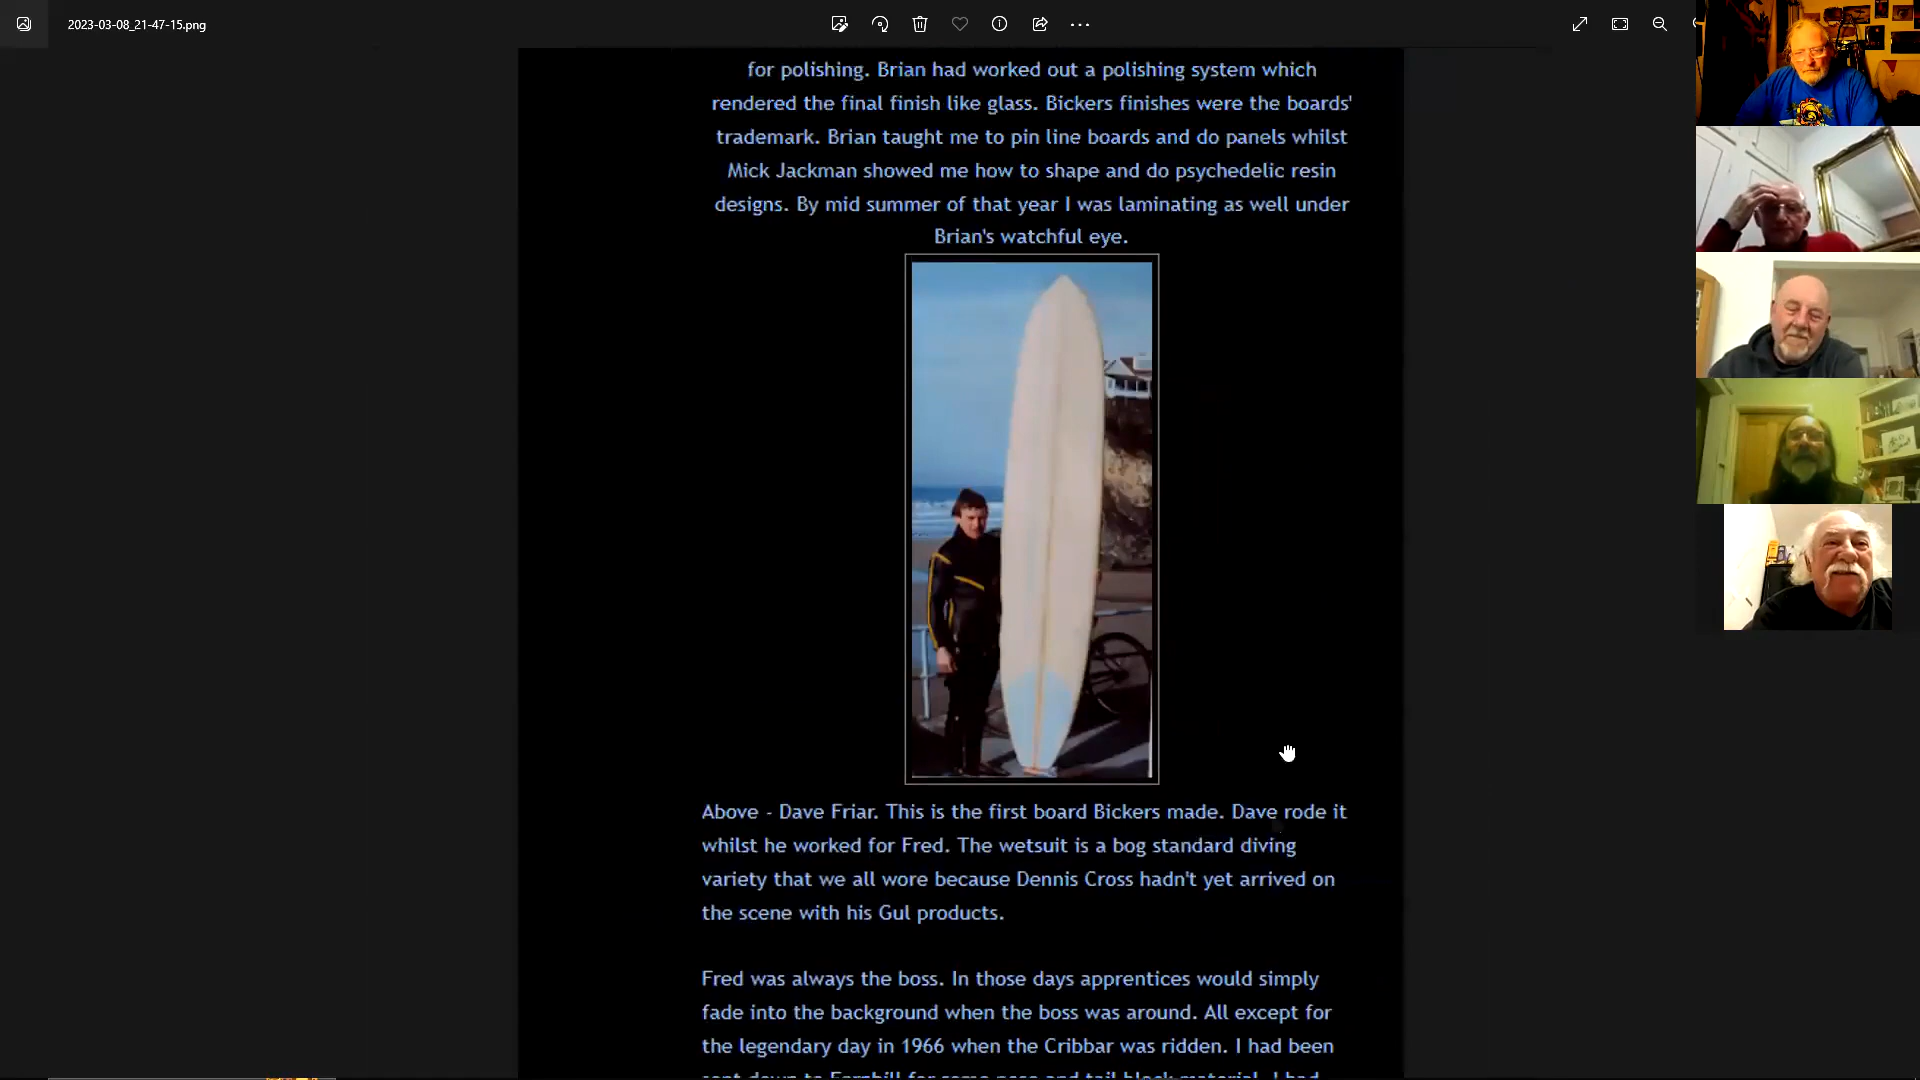 2023-03-08_21-47-15.png
for polishing. Brian had worked out a polishing system which
rendered the final finish like glass. Bickers finishes were the boards'
trademark. Brian taught me to pin line boards and do panels whilst
Mick Jackman showed me how to shape and do psychedelic resin
designs. By mid summer of that year I was laminating as well under
Brian's watchful eye.
Above - Dave Friar. This is the first board Bickers made. Dave rode it
whilst he worked for Fred. The wetsuit is a bog standard diving
variety that we all wore because Dennis Cross hadn't yet arrived on
the scene with his Gul products.
Fred was always the boss. In those days apprentices would simply
fade into the background when the boss was around. All except for
the legendary day in 1966 when the Cribbar was ridden. I had been